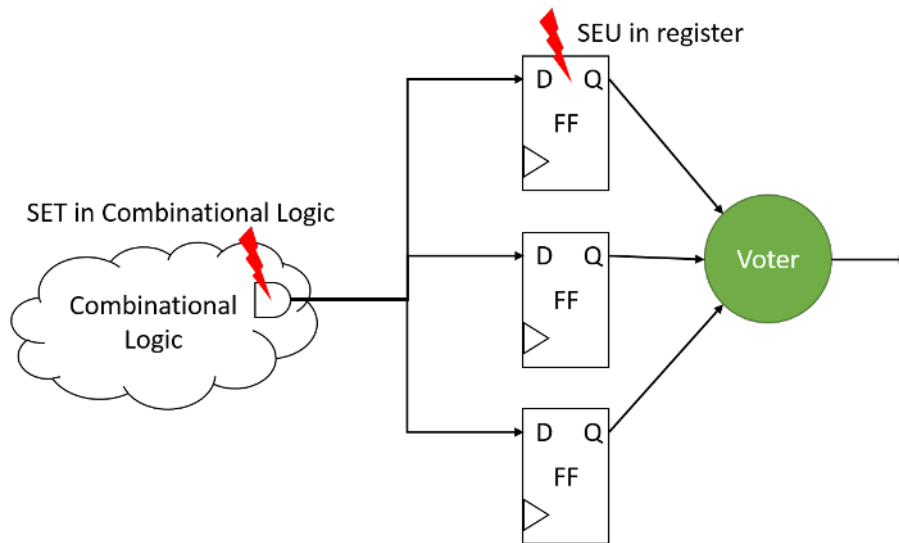 SEU in register
D Q
FF
SET in Combinational Logic
D Q
FF
Voter
Combinational
Logic
D Q
FF